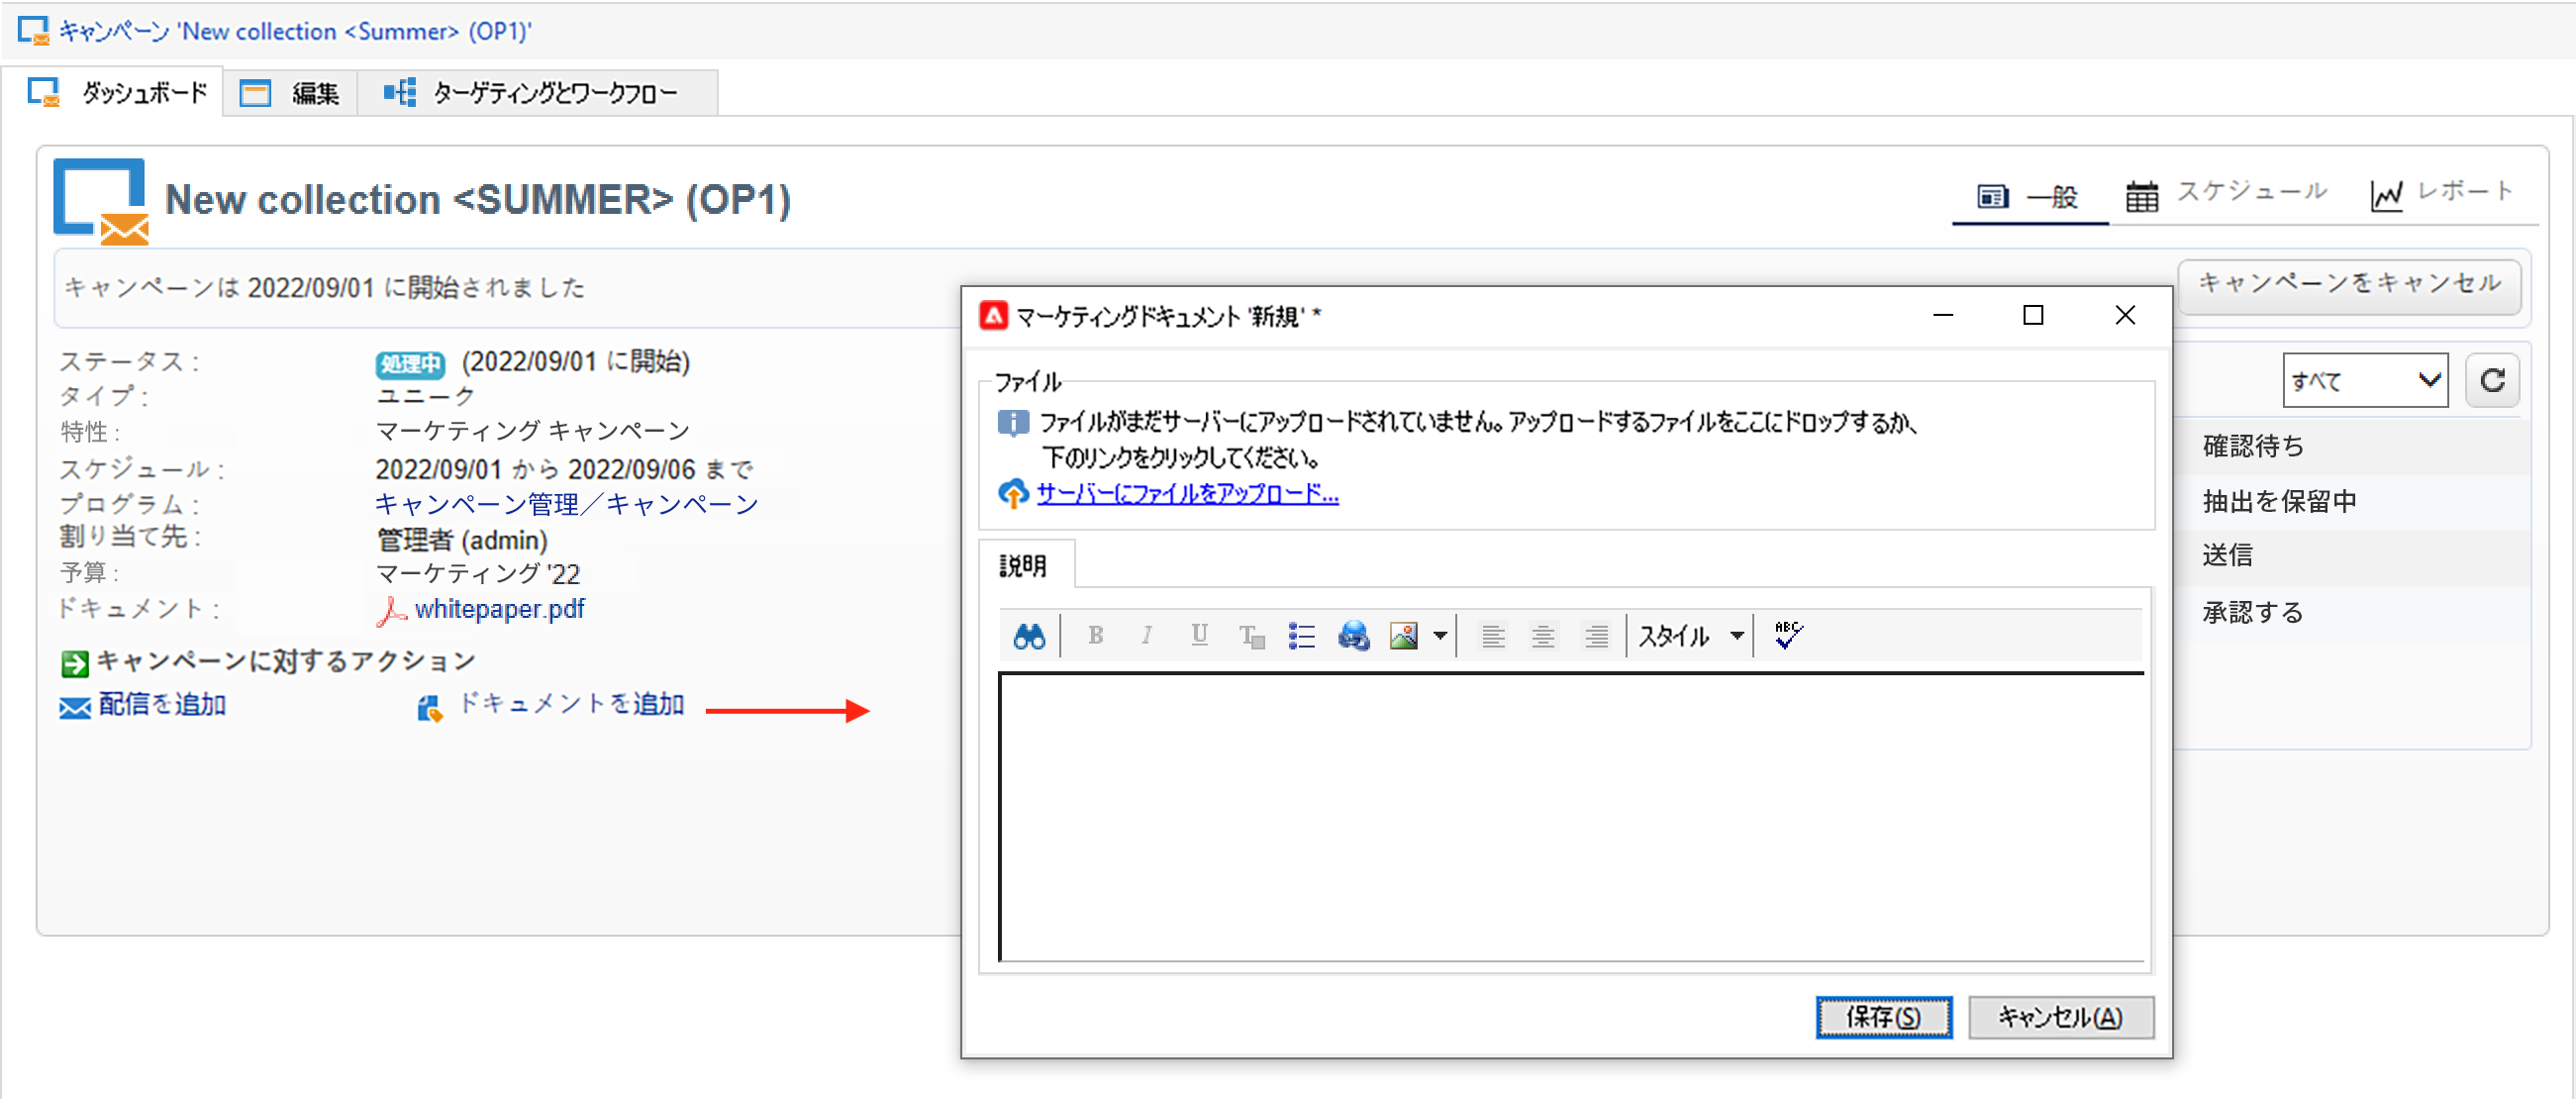 キャンペーン 'New collection <Summer> (OP1)'
ダッシュボード 編集 ターゲティングとワークフロー
New collection <SUMMER> (OP1)
一般 スケジュール レポート
キャンペーンは 2022/09/01 に開始されました
キャンペーンをキャンセル
ステータス : 処理中 (2022/09/01 に開始)
タイプ : ユニーク
特性 : マーケティング キャンペーン
スケジュール : 2022/09/01 から 2022/09/06 まで
プログラム : キャンペーン管理／キャンペーン
割り当て先 : 管理者 (admin)
予算 : マーケティング '22
ドキュメント : whitepaper.pdf
キャンペーンに対するアクション
配信を追加 ドキュメントを追加
マーケティングドキュメント '新規' *
ファイル
ファイルがまだサーバーにアップロードされていません。アップロードするファイルをここにドロップするか、
下のリンクをクリックしてください。
サーバーにファイルをアップロード...
説明
B I U T スタイル ABC
保存(S) キャンセル(A)
すべて
確認待ち
抽出を保留中
送信
承認する